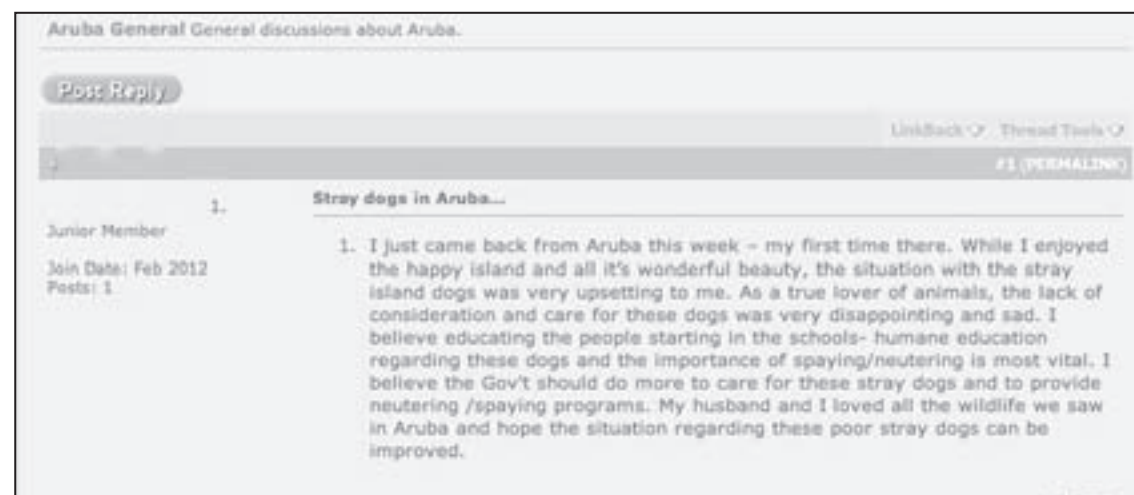 Aruba General General discussions about Aruba.
Post Reply
LinkBack Thread Tools
#1 (PERMALINK)
1.
Junior Member
Join Date: Feb 2012
Posts: 1
Stray dogs in Aruba...
1. I just came back from Aruba this week – my first time there. While I enjoyed
the happy island and all it's wonderful beauty, the situation with the stray
island dogs was very upsetting to me. As a true lover of animals, the lack of
consideration and care for these dogs was very disappointing and sad. I
believe educating the people starting in the schools- humane education
regarding these dogs and the importance of spaying/neutering is most vital. I
believe the Gov't should do more to care for these stray dogs and to provide
neutering /spaying programs. My husband and I loved all the wildlife we saw
in Aruba and hope the situation regarding these poor stray dogs can be
improved.